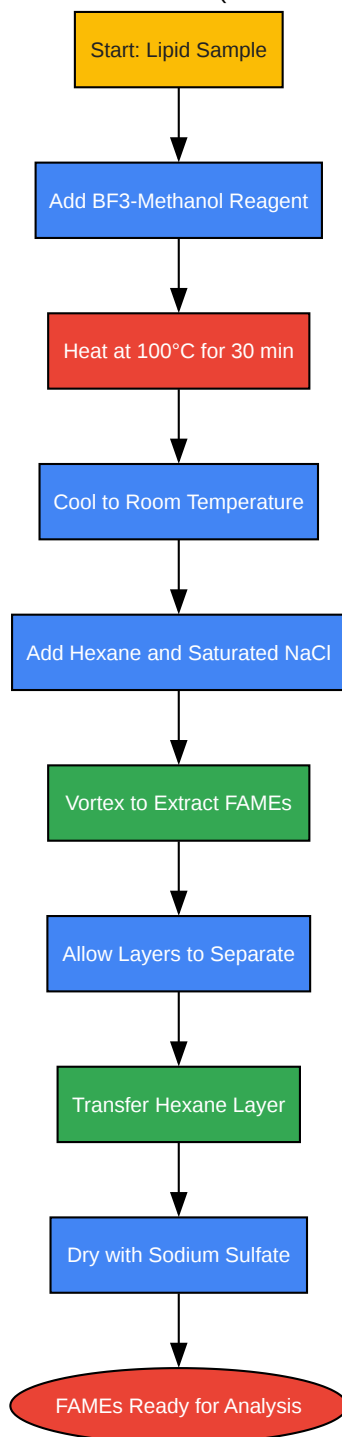 Start: Lipid Sample
Add BF3-Methanol Reagent
Heat at 100°C for 30 min
Cool to Room Temperature
Add Hexane and Saturated NaCl
Vortex to Extract FAMEs
Allow Layers to Separate
Transfer Hexane Layer
Dry with Sodium Sulfate
FAMEs Ready for Analysis